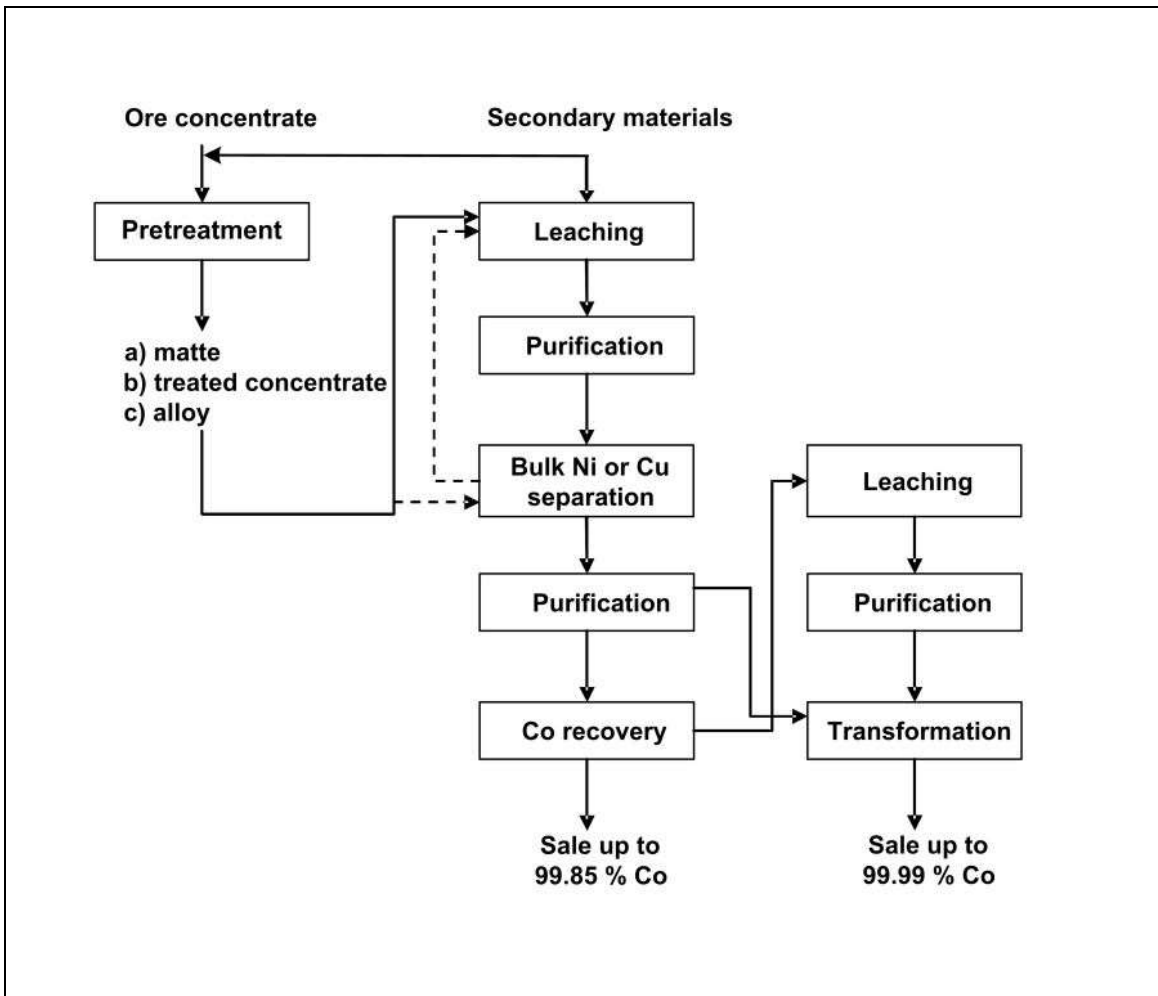 Ore concentrate
Secondary materials
Pretreatment
Leaching
a) matte
b) treated concentrate
c) alloy
Purification
Bulk Ni or Cu
separation
Purification
Co recovery
Sale up to
99.85 % Co
Leaching
Purification
Transformation
Sale up to
99.99 % Co